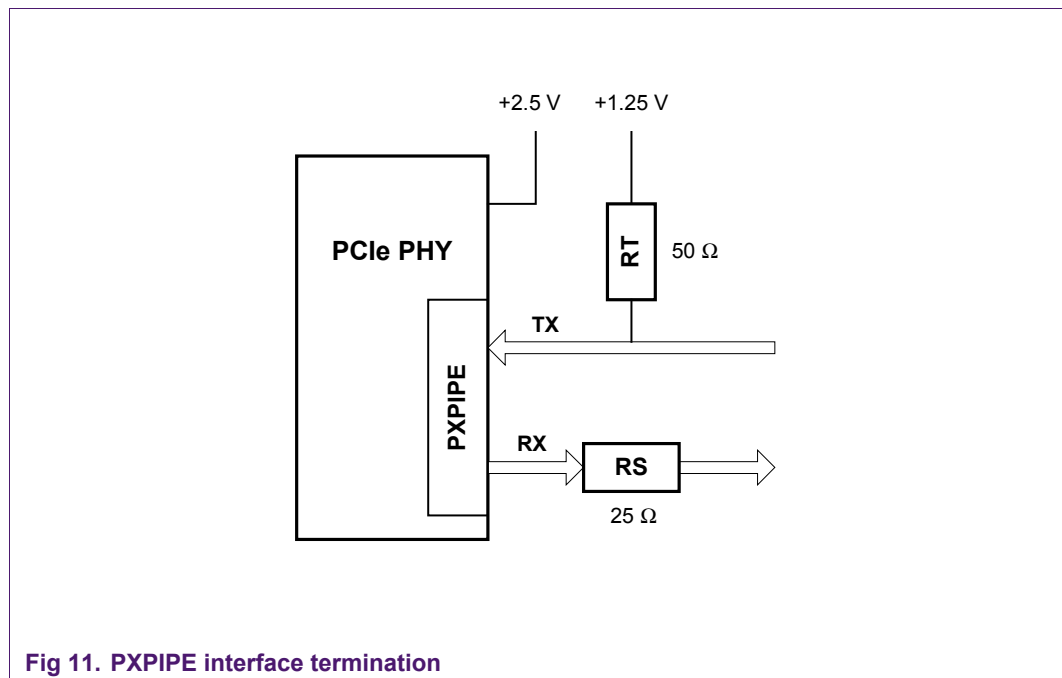 +2.5 V
+1.25 V
PCIe PHY
RT
50 Ω
TX
PXPIPE
RX
RS
25 Ω
Fig 11. PXPIPE interface termination